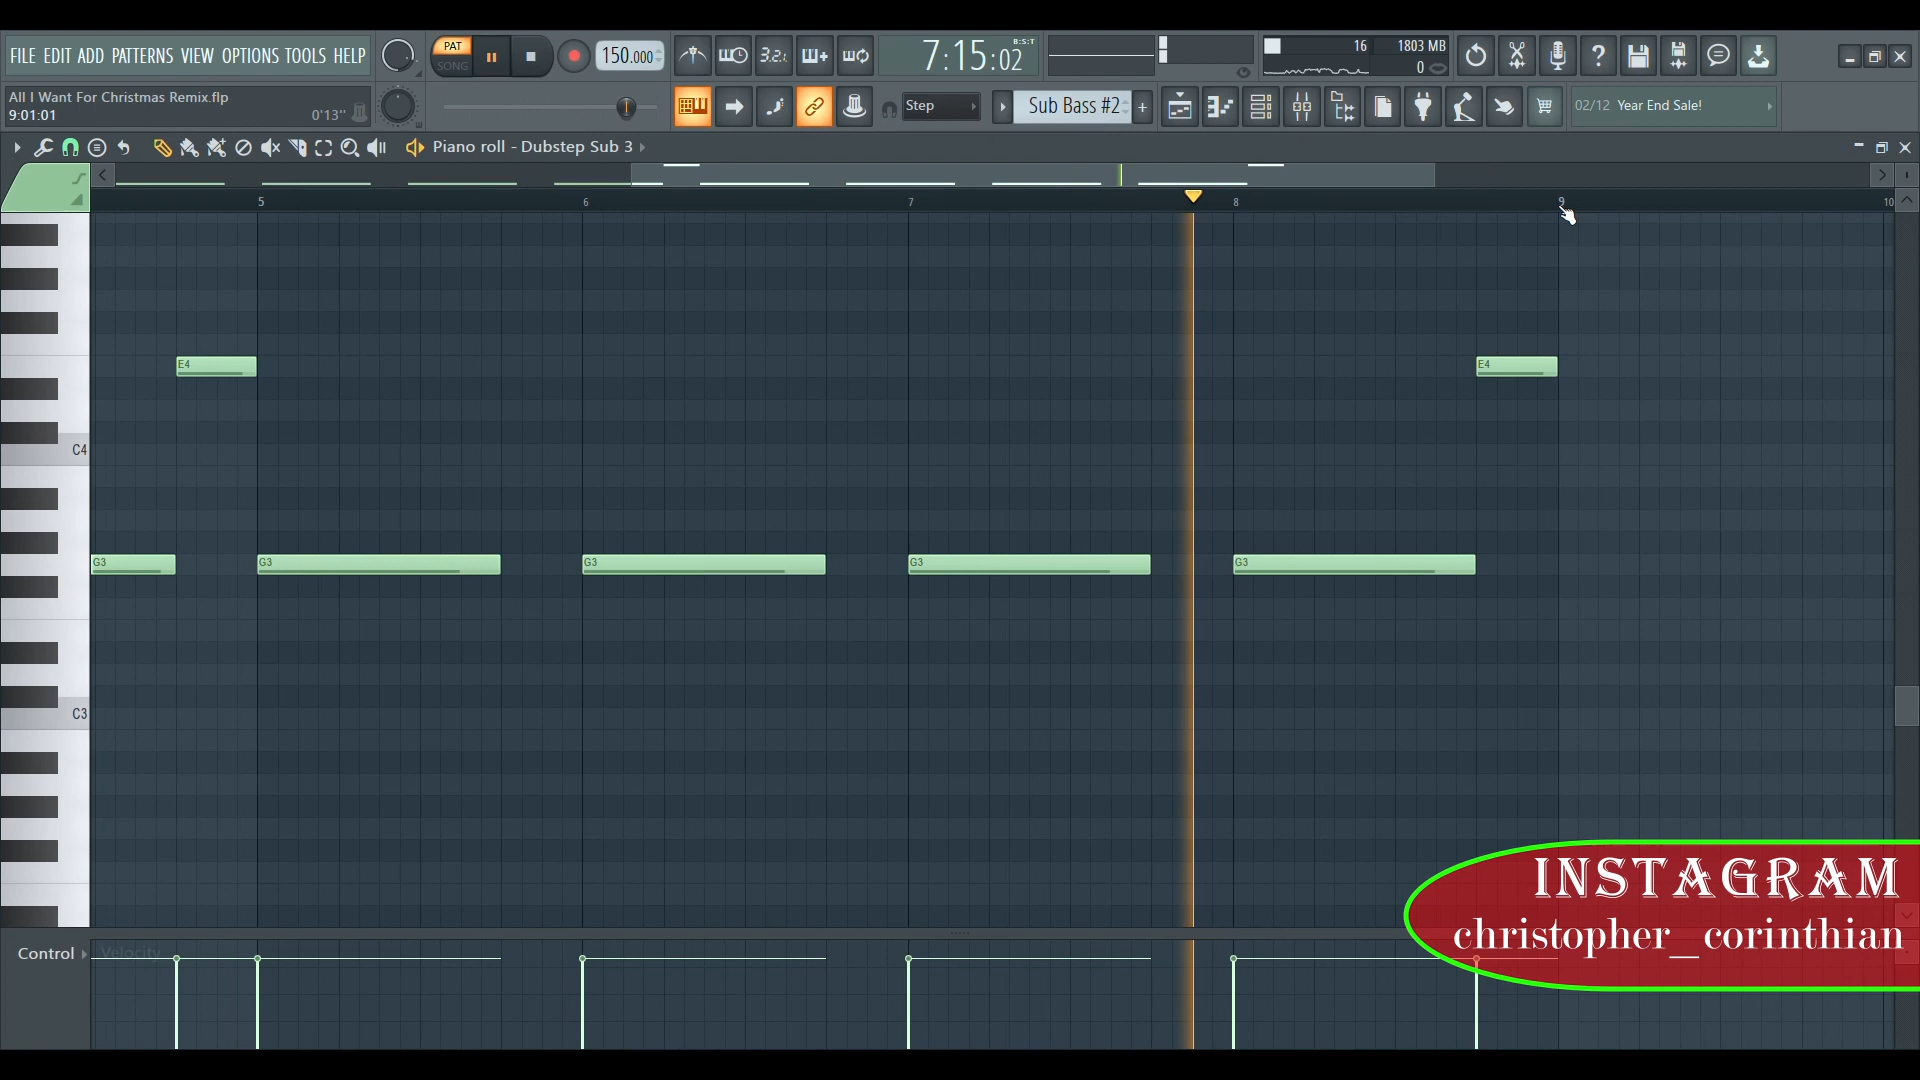 FILE EDIT ADD PATTERNS VIEW OPTIONS TOOLS HELP
PAT
SONG
150.000
3.2.
7:15:02
B:S:T
16
1803 MB
0
?
All I Want For Christmas Remix.flp
9:01:01
0'13''
Step
Sub Bass #2
+
02/12 Year End Sale!
Piano roll - Dubstep Sub 3
5
6
7
8
9
10
E4
E4
C4
G3
G3
G3
G3
G3
C3
INSTAGRAM
christopher_corinthian
Control
Velocity